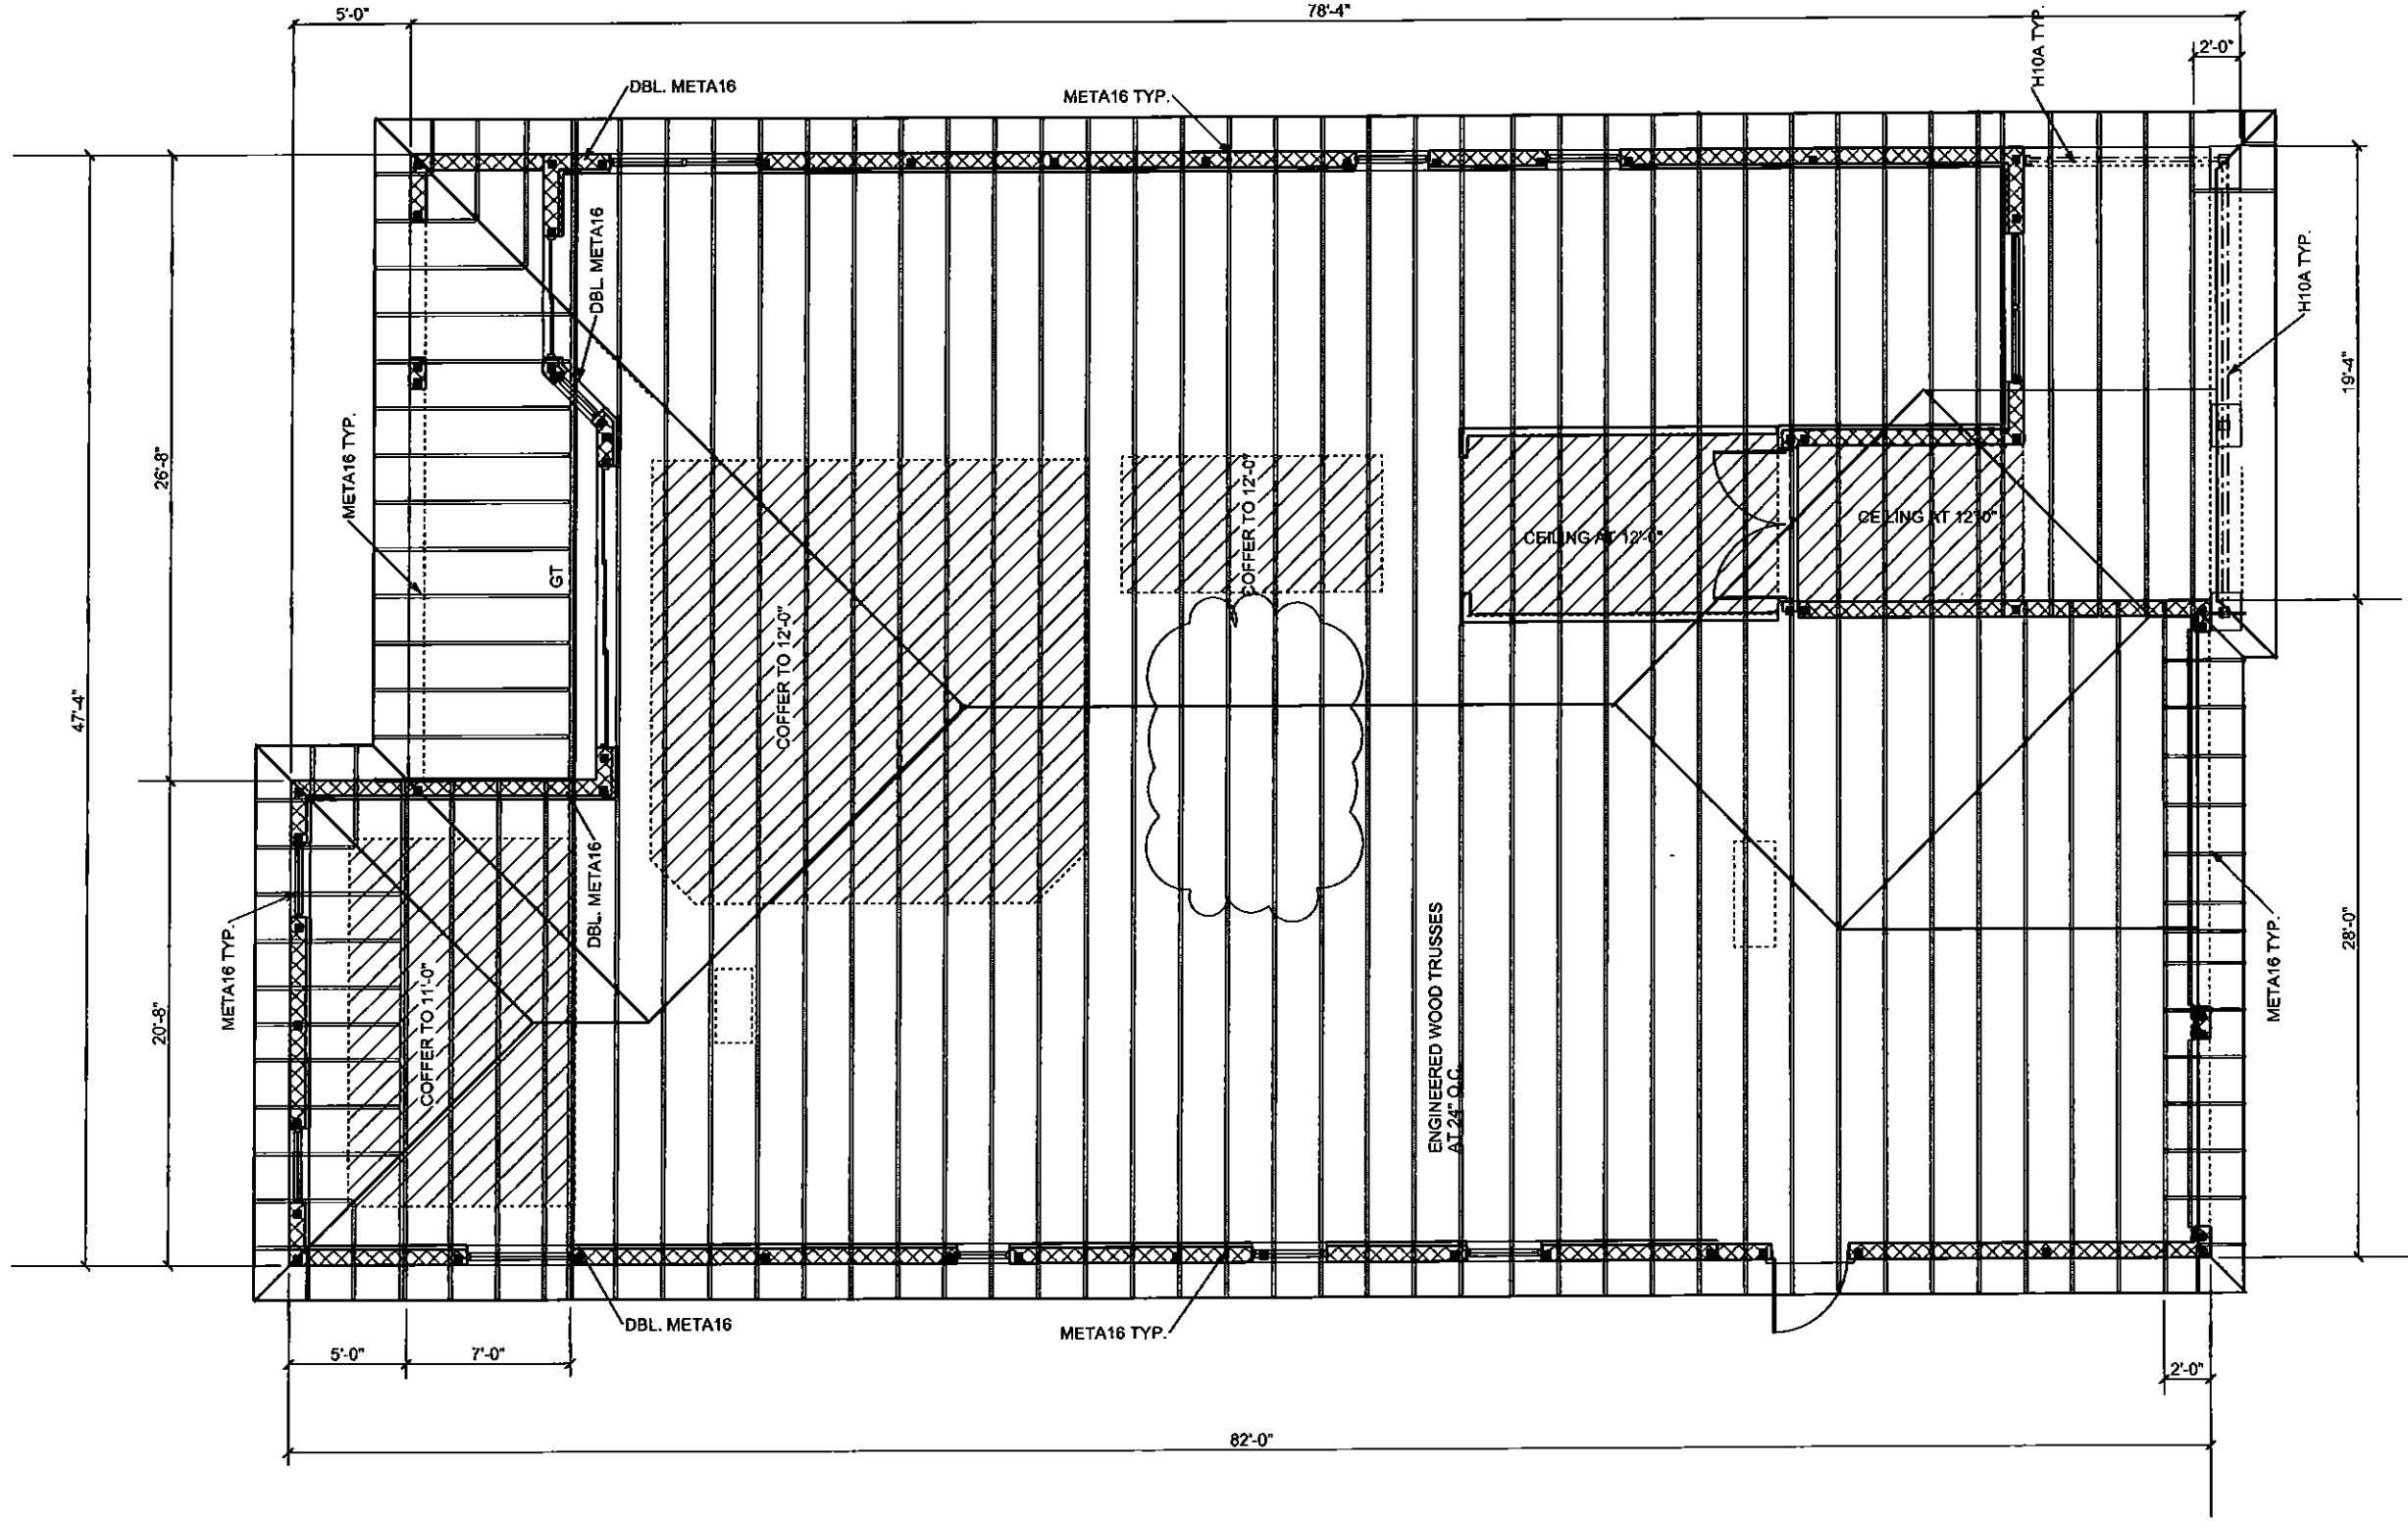 5'-0"
78'-4"
2'-0"
H10A TYP.
DBL. META16
META16 TYP.
DBL. META16
H10A TYP.
19'-4"
26'-8"
META16 TYP.
47'-4"
GT
COFFER TO 12'-0"
COFFER TO 12'-0"
CEILING AT 12'-0"
CEILING AT 12'-0"
20'-8"
META16 TYP.
COFFER TO 11'-0"
DBL. META16
ENGINEERED WOOD TRUSSES
AT 24" O.C.
META16 TYP.
28'-0"
DBL. META16
META16 TYP.
5'-0"
7'-0"
2'-0"
82'-0"